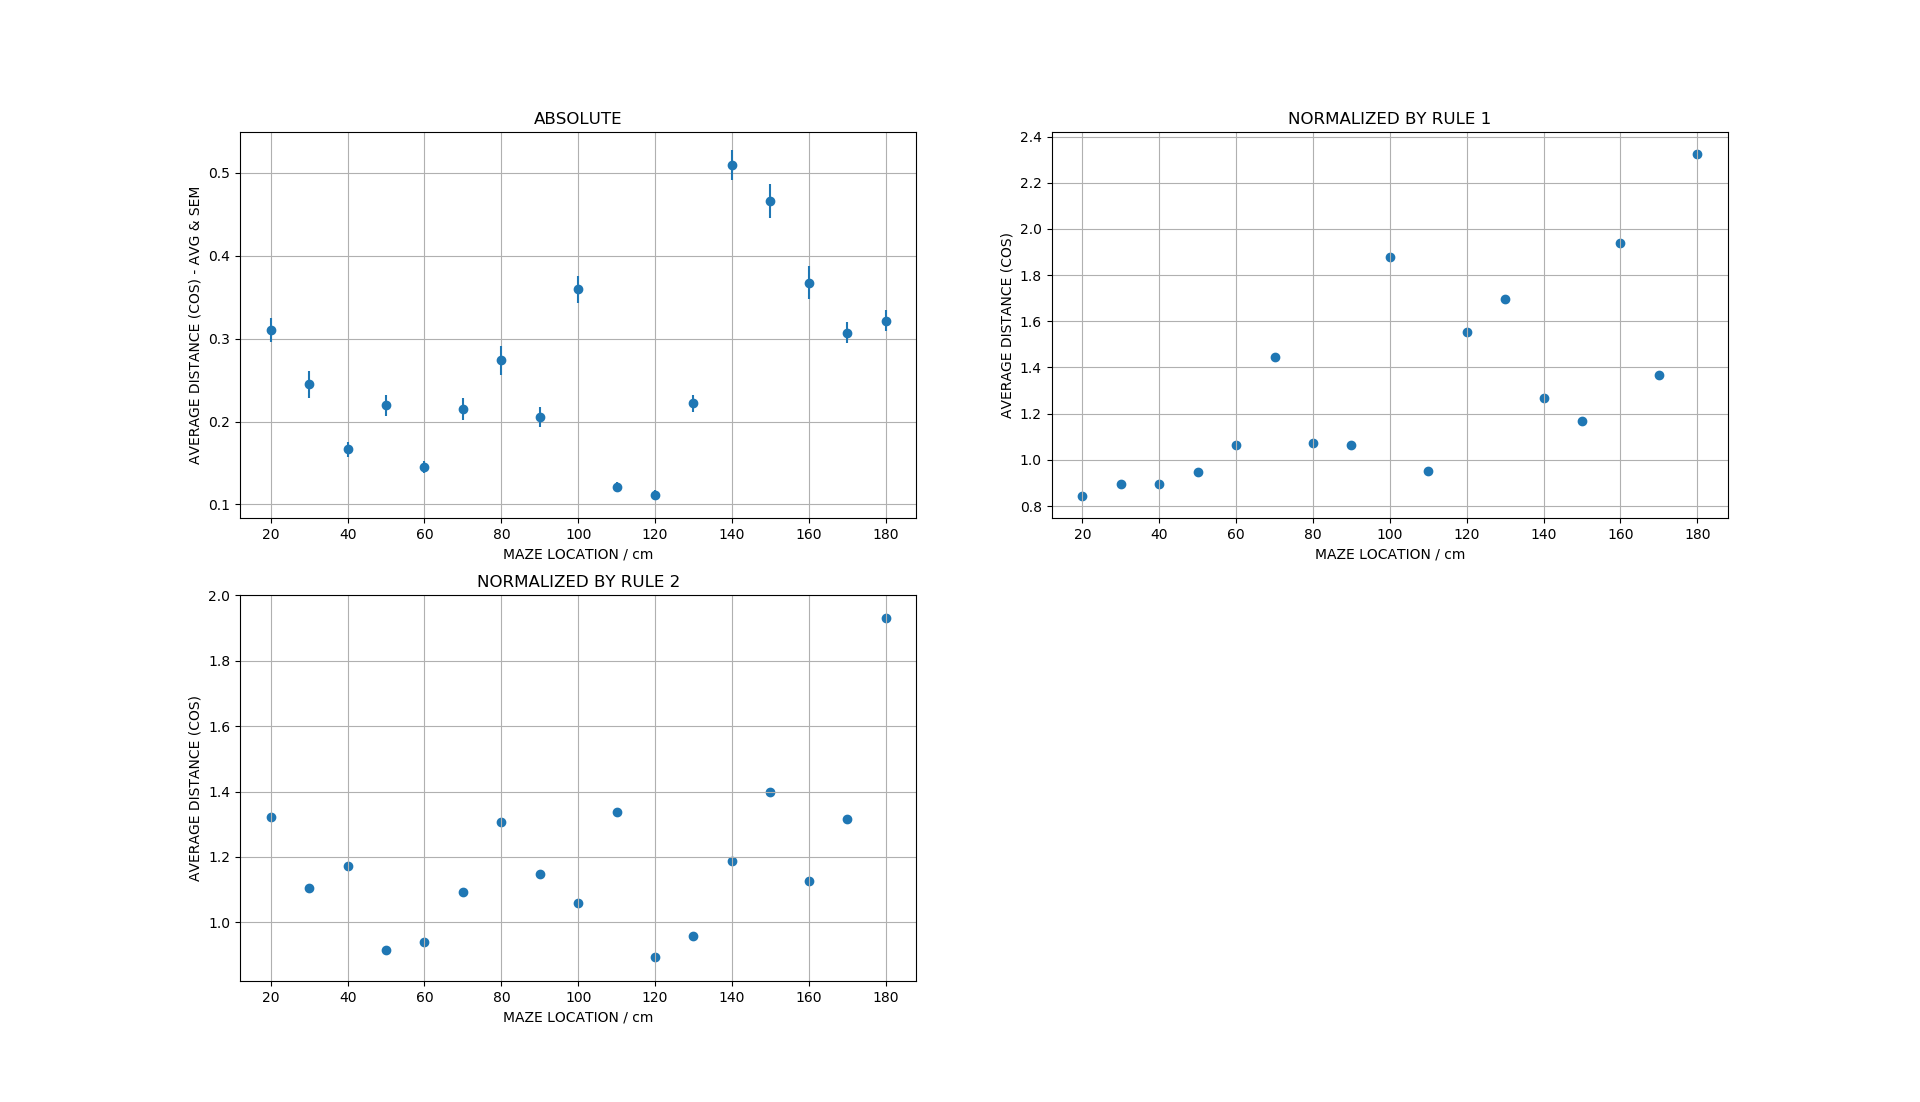 ABSOLUTE
AVERAGE DISTANCE (COS) - AVG & SEM
0.5
0.4
0.3
0.2
0.1
20 40 60 80 100 120 140 160 180
MAZE LOCATION / cm
NORMALIZED BY RULE 1
AVERAGE DISTANCE (COS)
2.4
2.2
2.0
1.8
1.6
1.4
1.2
1.0
0.8
20 40 60 80 100 120 140 160 180
MAZE LOCATION / cm
NORMALIZED BY RULE 2
AVERAGE DISTANCE (COS)
2.0
1.8
1.6
1.4
1.2
1.0
20 40 60 80 100 120 140 160 180
MAZE LOCATION / cm